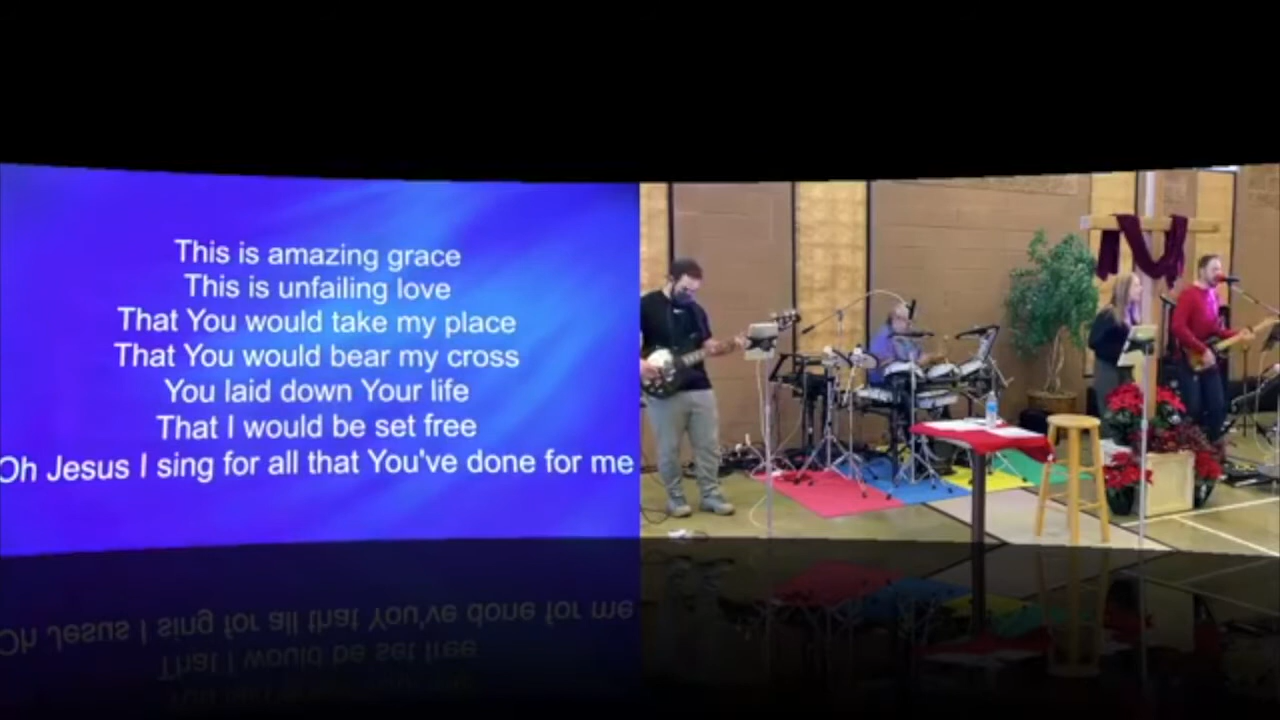 This is amazing grace
This is unfailing love
That You would take my place
That You would bear my cross
You laid down Your life
That I would be set free
Oh Jesus I sing for all that You've done for me